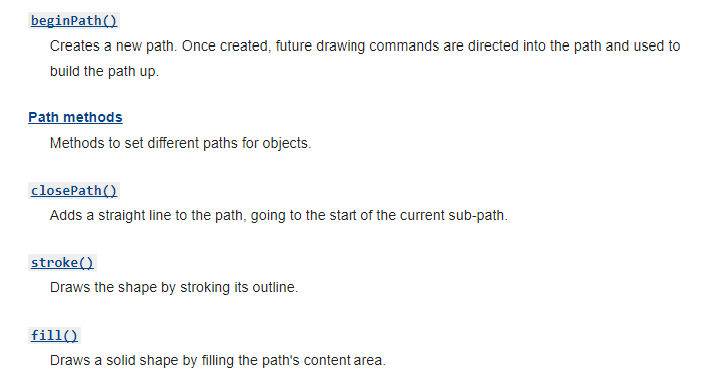 beginPath()
Creates a new path. Once created, future drawing commands are directed into the path and used to
build the path up.
Path methods
Methods to set different paths for objects.
closePath()
Adds a straight line to the path, going to the start of the current sub-path.
stroke()
Draws the shape by stroking its outline.
fill()
Draws a solid shape by filling the path's content area.